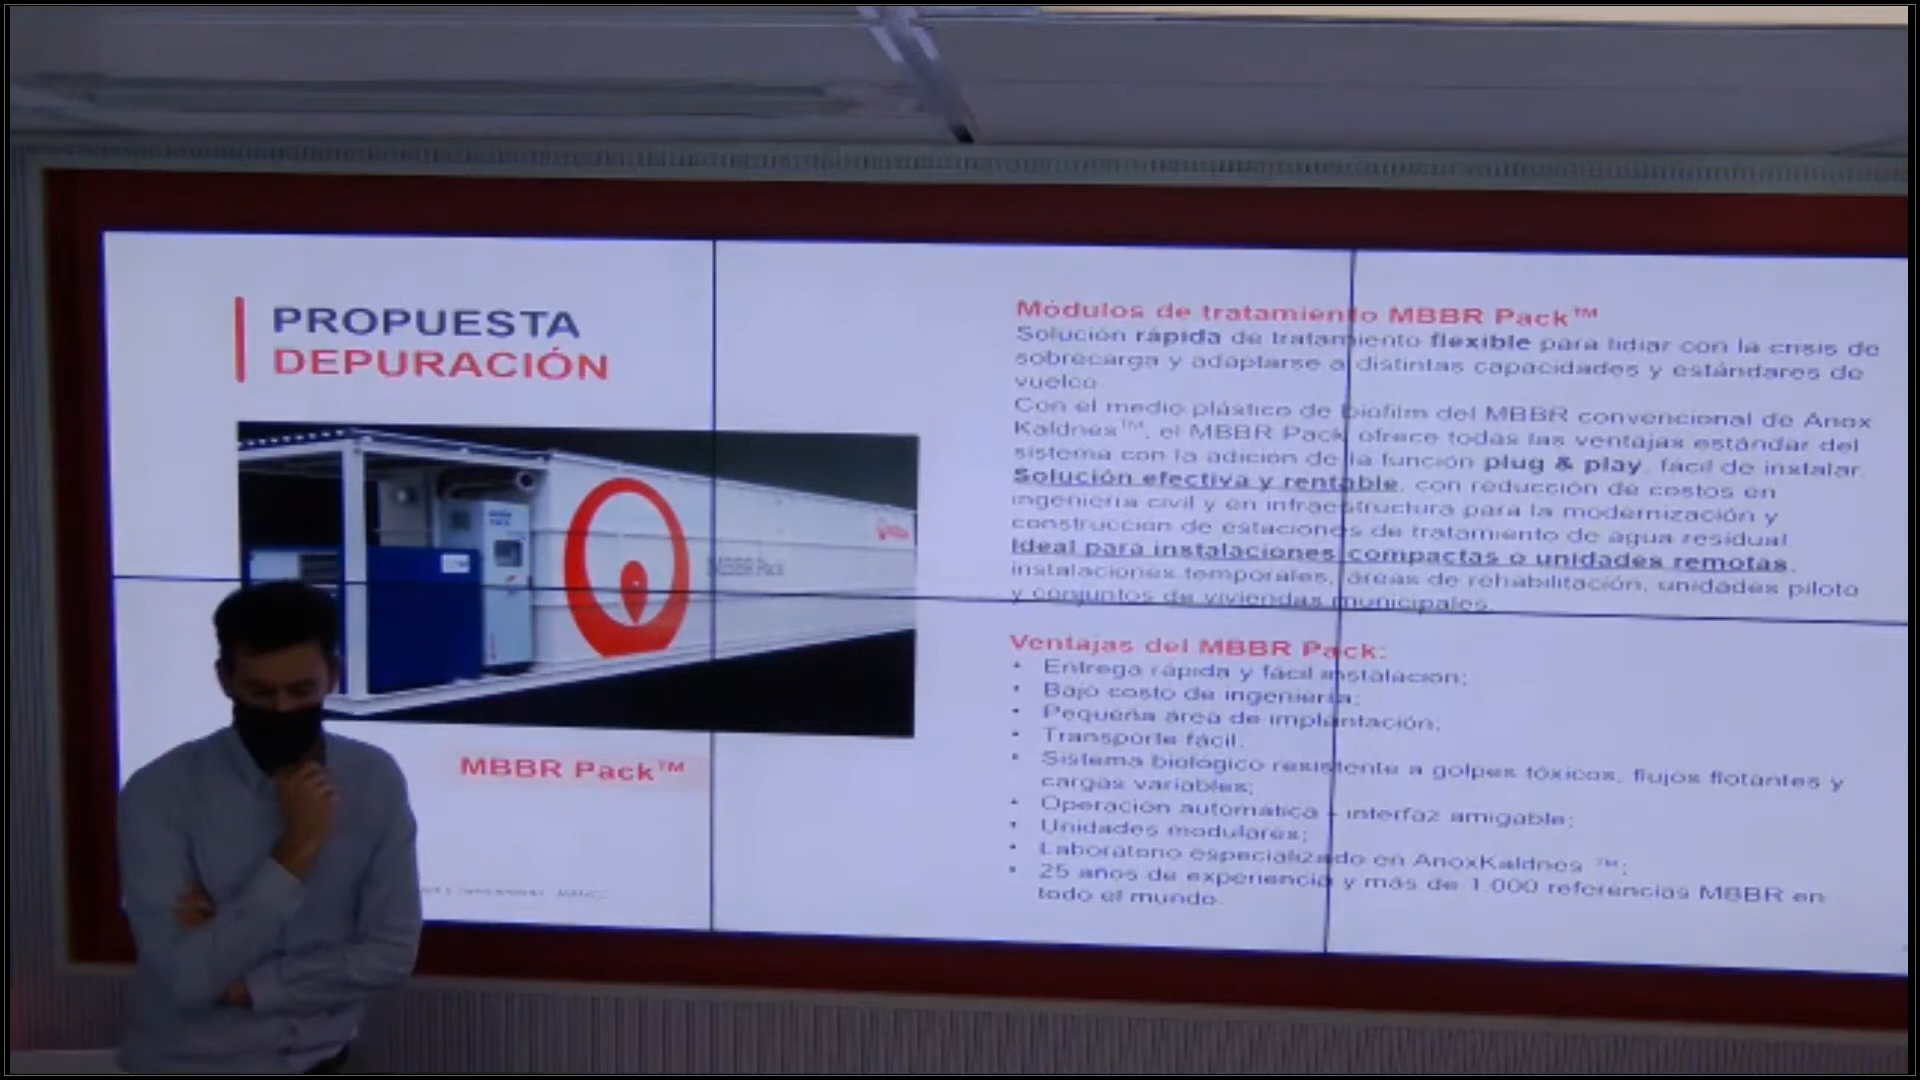 PROPUESTA
DEPURACIÓN
MBBR Pack
MBBR Pack™
Módulos de tratamiento MBBR Pack™
Solución rápida de tratamiento flexible para lidiar con la crisis de
sobrecarga y adaptarse a distintas capacidades y estándares de
vuelco.
Con el medio plástico de biofilm del MBBR convencional de Anox
Kaldnes™, el MBBR Pack ofrece todas las ventajas estándar del
sistema con la adición de la función plug & play, fácil de instalar.
Solución efectiva y rentable, con reducción de costos en
ingeniería civil y en infraestructura para la modernización y
construcción de estaciones de tratamiento de agua residual.
Ideal para instalaciones compactas o unidades remotas,
instalaciones temporales, áreas de rehabilitación, unidades piloto
y conjuntos de viviendas municipales.
Ventajas del MBBR Pack:
• Entrega rápida y fácil instalación;
• Bajo costo de ingeniería;
• Pequeña área de implantación;
• Transporte fácil.
• Sistema biológico resistente a golpes tóxicos, flujos flotantes y
cargas variables;
• Operación automática - interfaz amigable;
• Unidades modulares;
• Laboratorio especializado en AnoxKaldnes ™;
• 25 años de experiencia y más de 1.000 referencias MBBR en
todo el mundo.